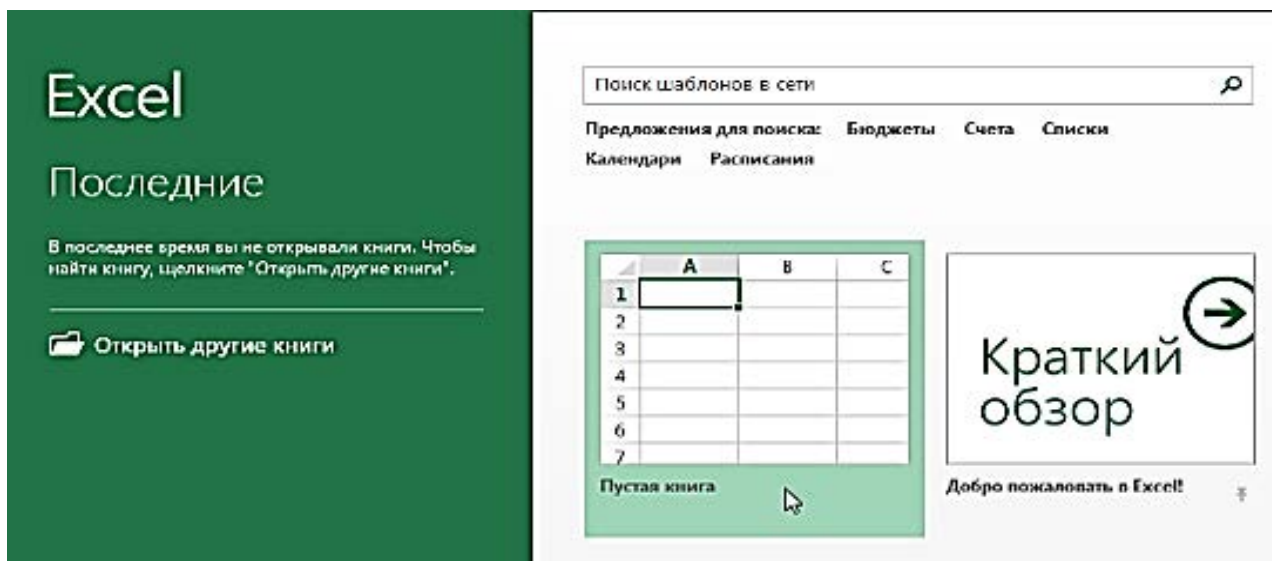 Excel
Последние
В последнее время вы не открывали книги. Чтобы
найти книгу, щелкните "Открыть другие книги".
Открыть другие книги
Поиск шаблонов в сети
Предложения для поиска: Бюджеты Счета Списки
Календари Расписания
A B C
1
2
3
4
5
6
7
Пустая книга
Краткий
обзор
Добро пожаловать в Excel!